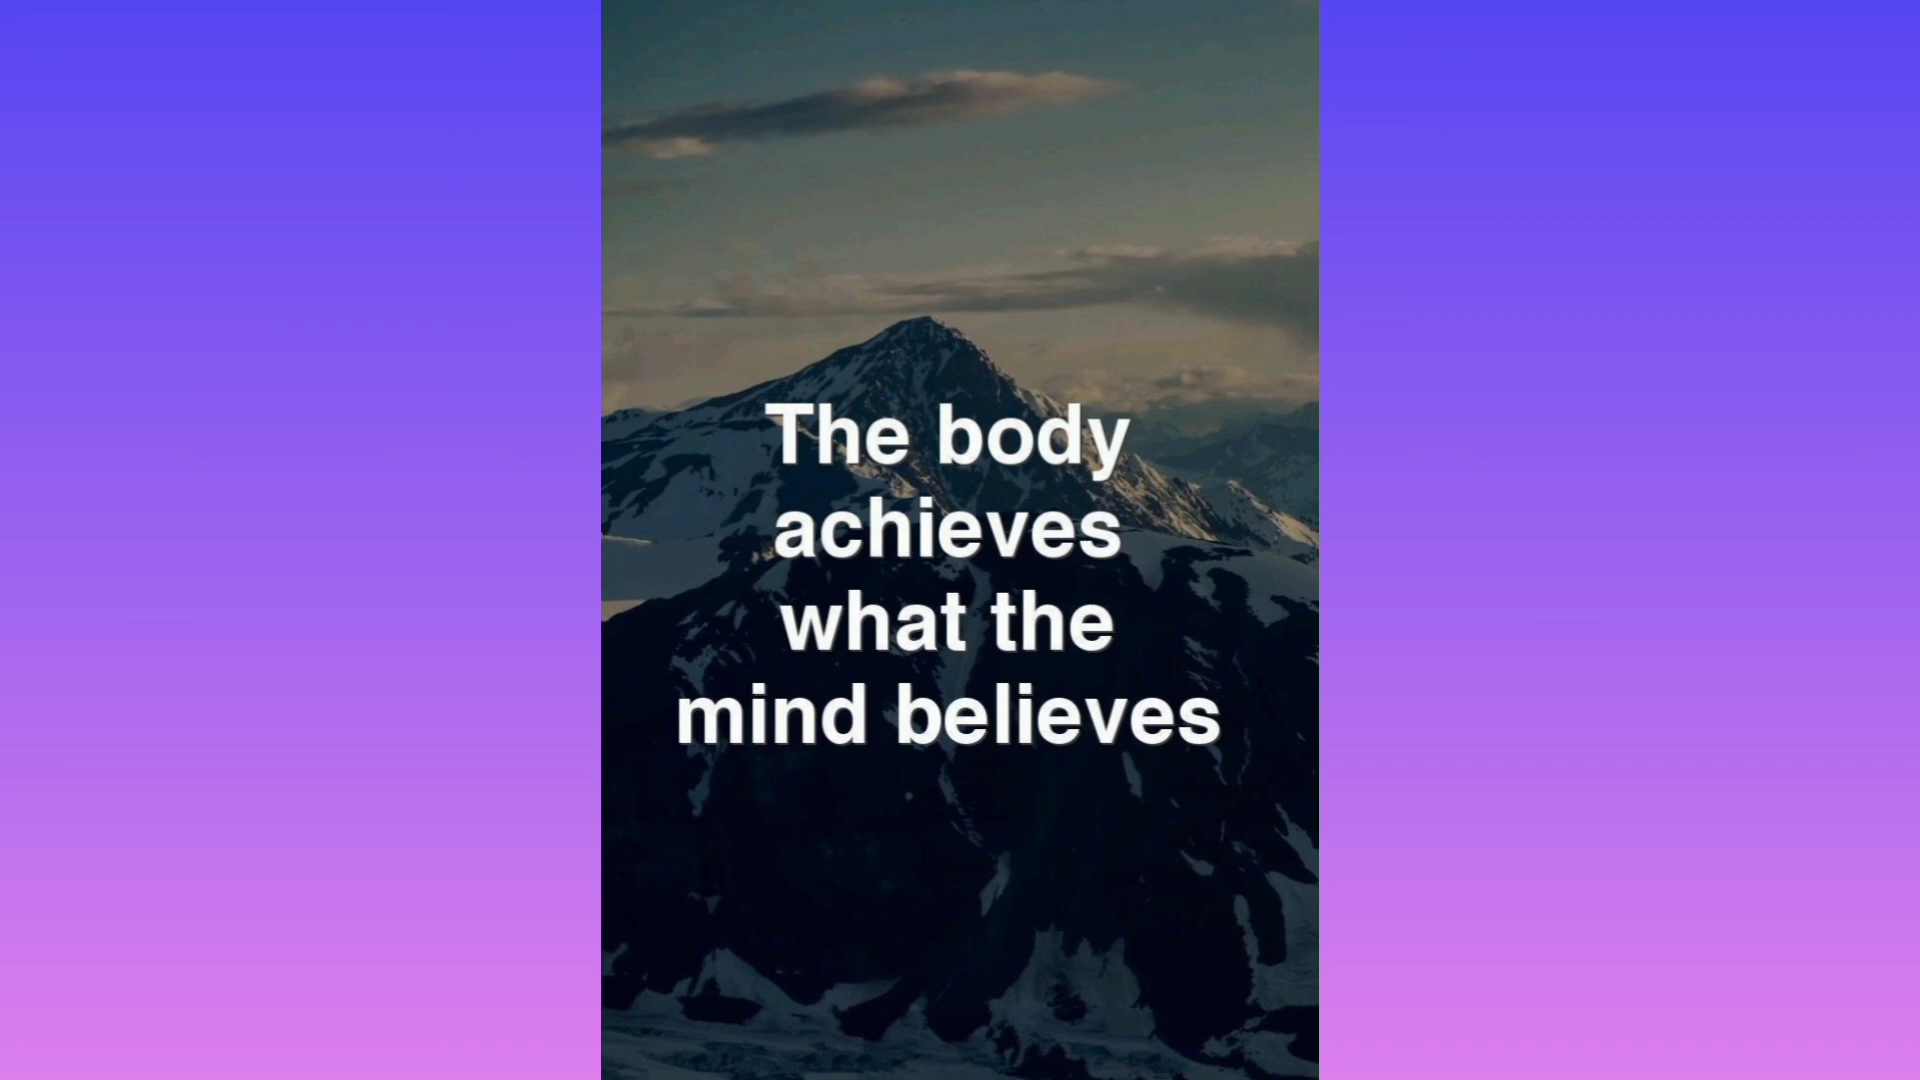 The body
achieves
what the
mind believes